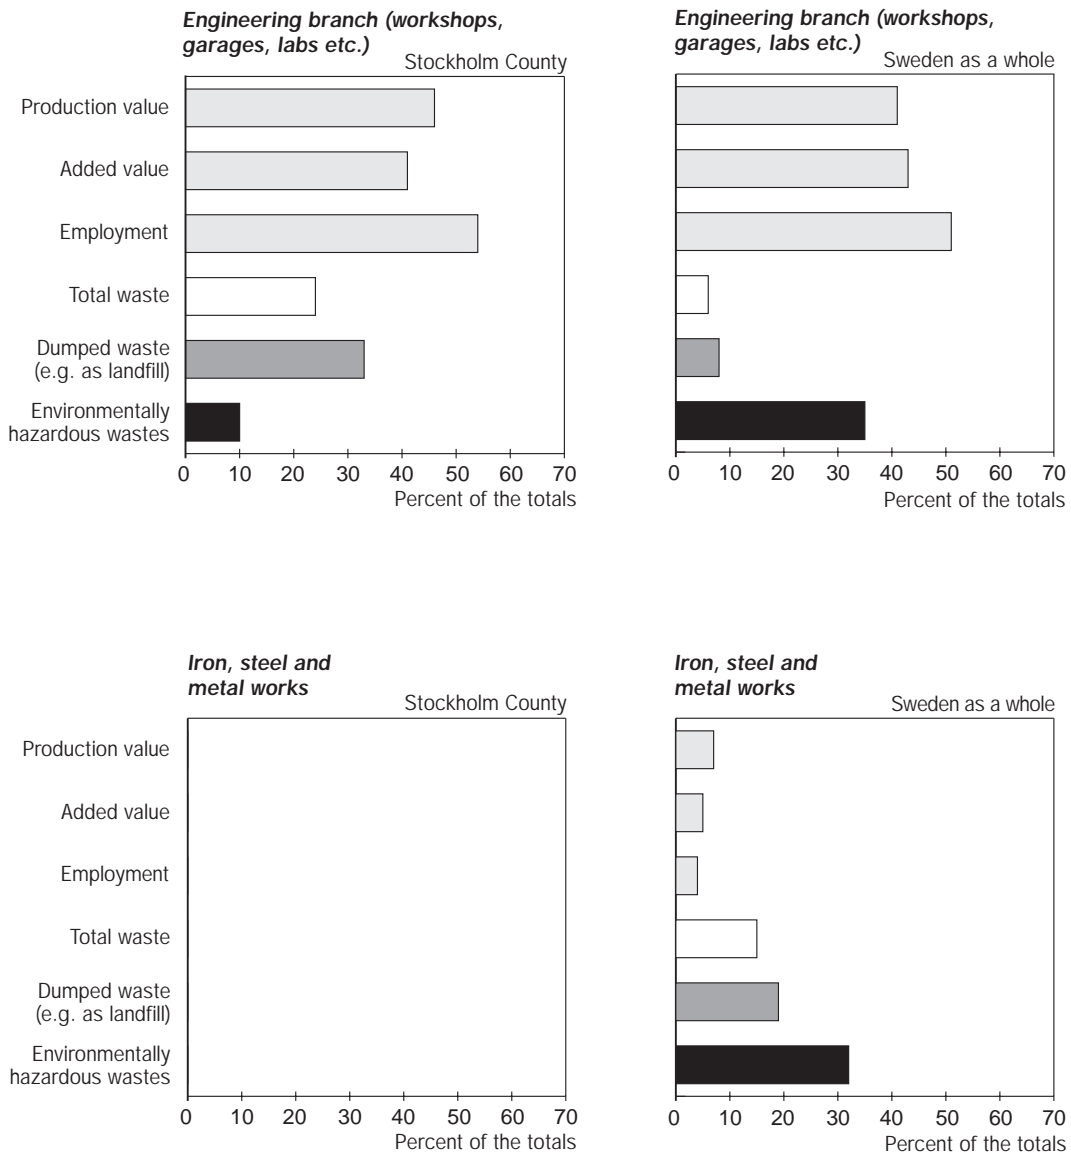 Engineering branch (workshops,
garages, labs etc.)
Stockholm County
Production value
Added value
Employment
Total waste
Dumped waste
(e.g. as landfill)
Environmentally
hazardous wastes
0 10 20 30 40 50 60 70
Percent of the totals
Engineering branch (workshops,
garages, labs etc.)
Sweden as a whole
0 10 20 30 40 50 60 70
Percent of the totals
Iron, steel and
metal works
Stockholm County
Production value
Added value
Employment
Total waste
Dumped waste
(e.g. as landfill)
Environmentally
hazardous wastes
0 10 20 30 40 50 60 70
Percent of the totals
Iron, steel and
metal works
Sweden as a whole
0 10 20 30 40 50 60 70
Percent of the totals